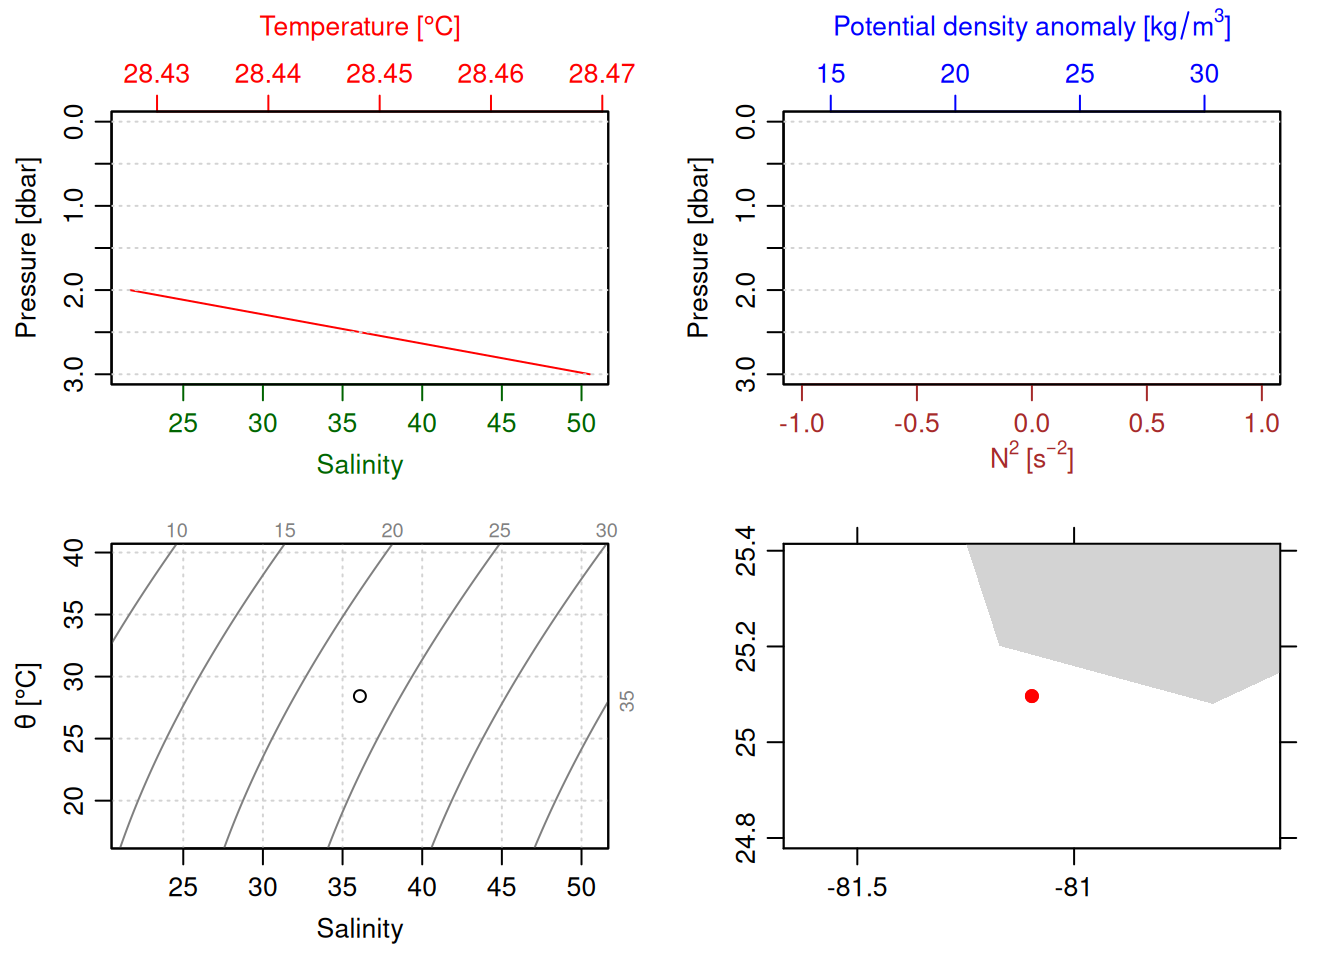 Temperature [°C]
28.43 28.44 28.45 28.46 28.47
Pressure [dbar]
0.0 1.0 2.0 3.0
25 30 35 40 45 50
Salinity
Potential density anomaly [kg/m³]
15 20 25 30
Pressure [dbar]
0.0 1.0 2.0 3.0
-1.0 -0.5 0.0 0.5 1.0
N² [s⁻²]
10 15 20 25 30
35
θ [°C]
40 35 30 25 20
25 30 35 40 45 50
Salinity
25.4 25.2 25 24.8
-81.5 -81